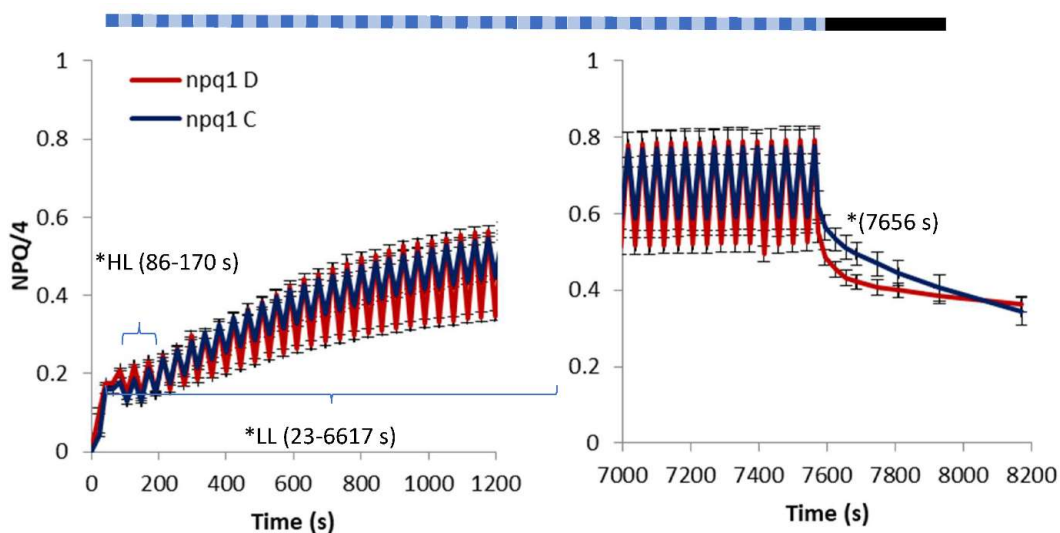 npq1 D
npq1 C
NPQ/4
1
0.8
0.6
0.4
0.2
0
*HL (86-170 s)
*LL (23-6617 s)
0 200 400 600 800 1000 1200
Time (s)
1
0.8
0.6
0.4
0.2
0
*(7656 s)
7000 7200 7400 7600 7800 8000 8200
Time (s)